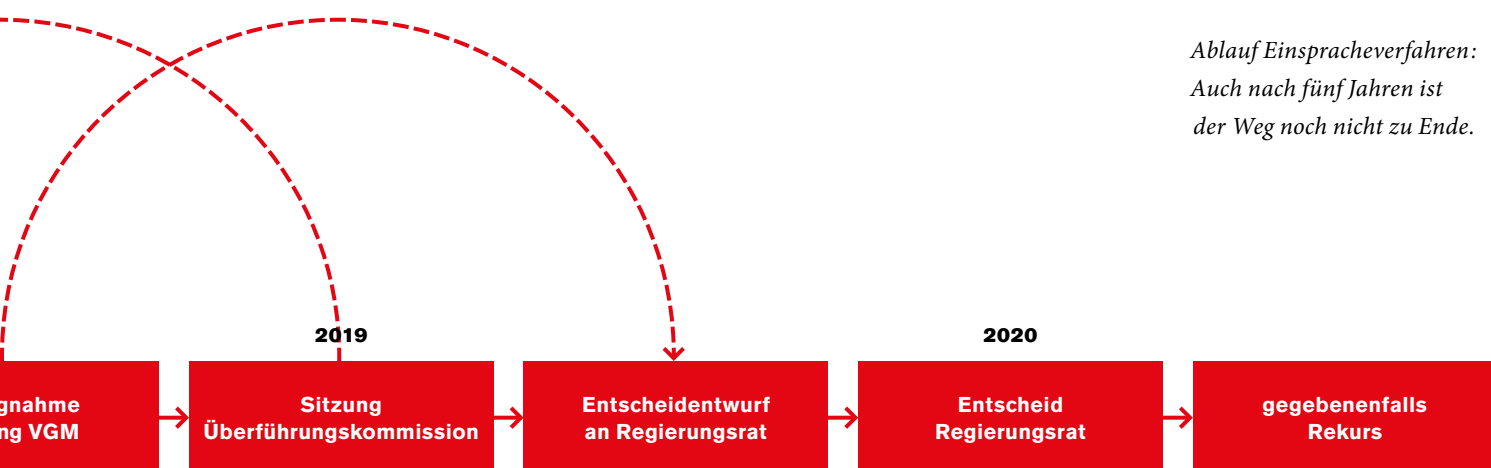 Ablauf Einspracheverfahren:
Auch nach fünf Jahren ist
der Weg noch nicht zu Ende.
2019
2020
gnahme
ng VGM
Sitzung
Überführungskommission
Entscheidentwurf
an Regierungsrat
Entscheid
Regierungsrat
gegebenenfalls
Rekurs